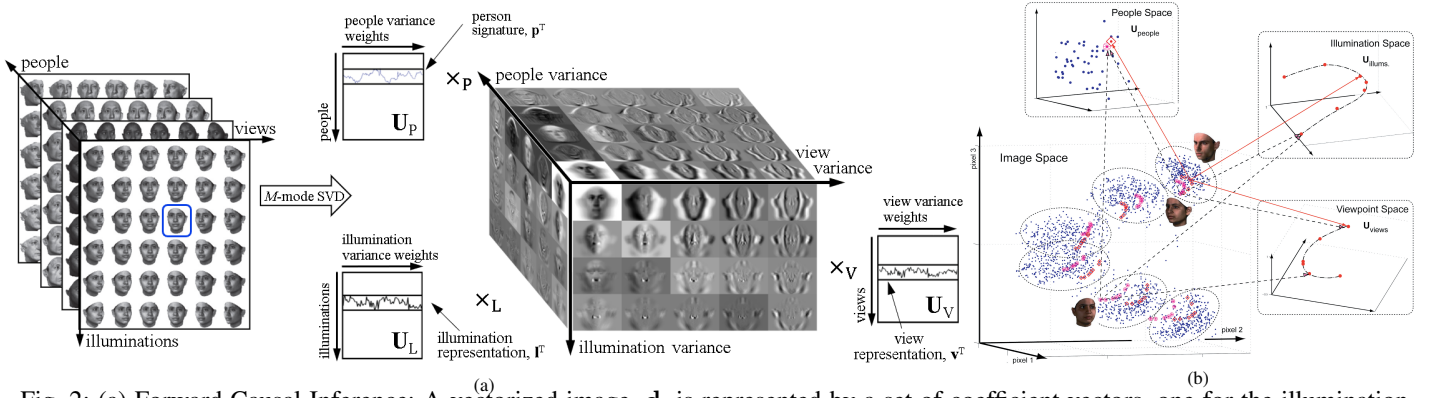 people
views
illuminations
M-mode SVD
people variance
weights
person
signature, pᵀ
people
U_P
×_P
people variance
view
variance
illumination variance
illumination
variance weights
illuminations
U_L
×_L
illumination
representation, lᵀ
view variance
weights
×_V
views
U_V
view
representation, vᵀ
(a)
People Space
U_people
Illumination Space
U_illums.
Image Space
pixel 3
Viewpoint Space
U_views
pixel 2
pixel 1
(b)
Fig. 2: (a) Forward Causal Inference: A vectorized image, d, is represented by a set of coefficient vectors, one for the illumination,